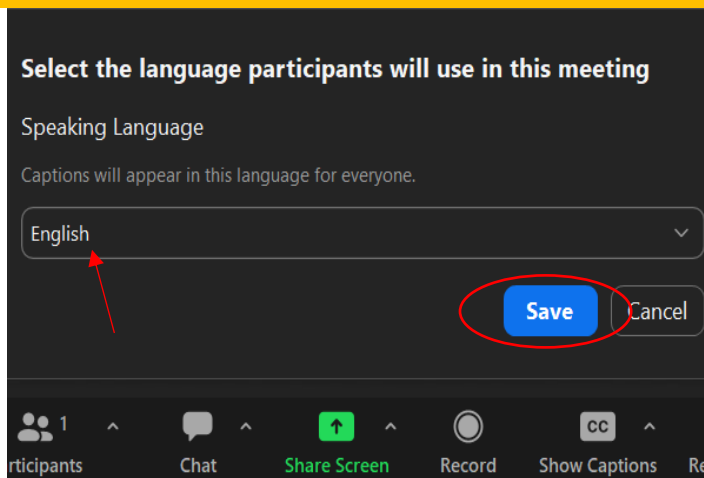 Select the language participants will use in this meeting
Speaking Language
Captions will appear in this language for everyone.
English
Save Cancel
1
rticipants Chat Share Screen Record CC Show Captions Re